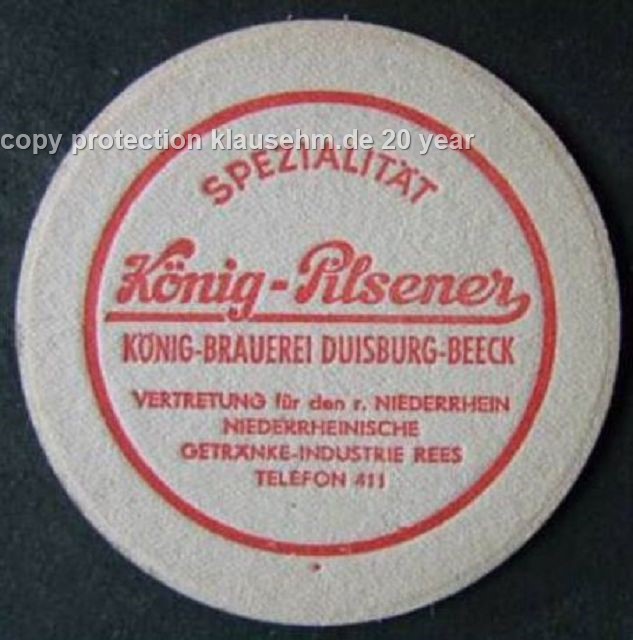 copy protection klausehm.de 20 year
SPEZIALITÄT
König-Pilsener
KÖNIG-BRAUEREI DUISBURG-BEECK
VERTRETUNG für den r. NIEDERRHEIN
NIEDERRHEINISCHE
GETRÄNKE-INDUSTRIE REES
TELEFON 411